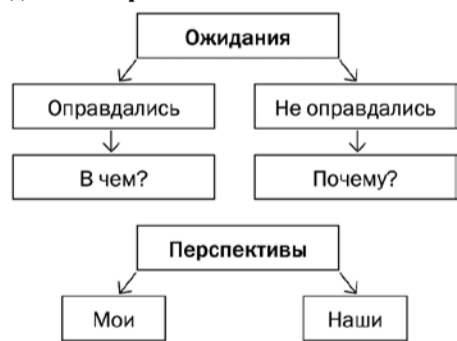 Ожидания
Оправдались Не оправдались
В чем? Почему?
Перспективы
Мои Наши